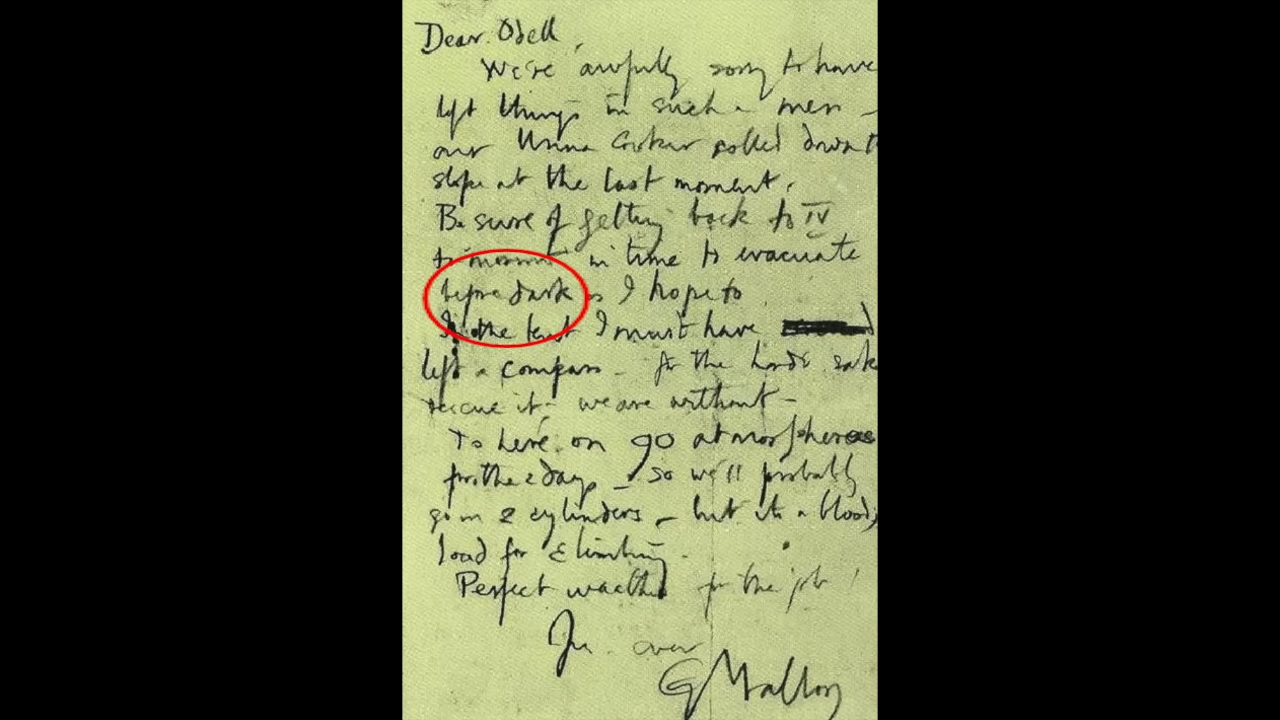 Dear Odell,
We're awfully sorry to have
left things in such a mess –
our Unna Cooker rolled down t
slope at the last moment.
Be sure of getting back to IV
tomorrow in time to evacuate
before dark as I hope to
In the tent I must have
left a compass – for the Lord's sake
rescue it – we are without –
To here on 90 atmospheres
for the 2 days – so we'll probably
go on 2 cylinders – but it's a bloody
load for climbing.
Perfect weather for the job!
Yrs ever
G Mallory